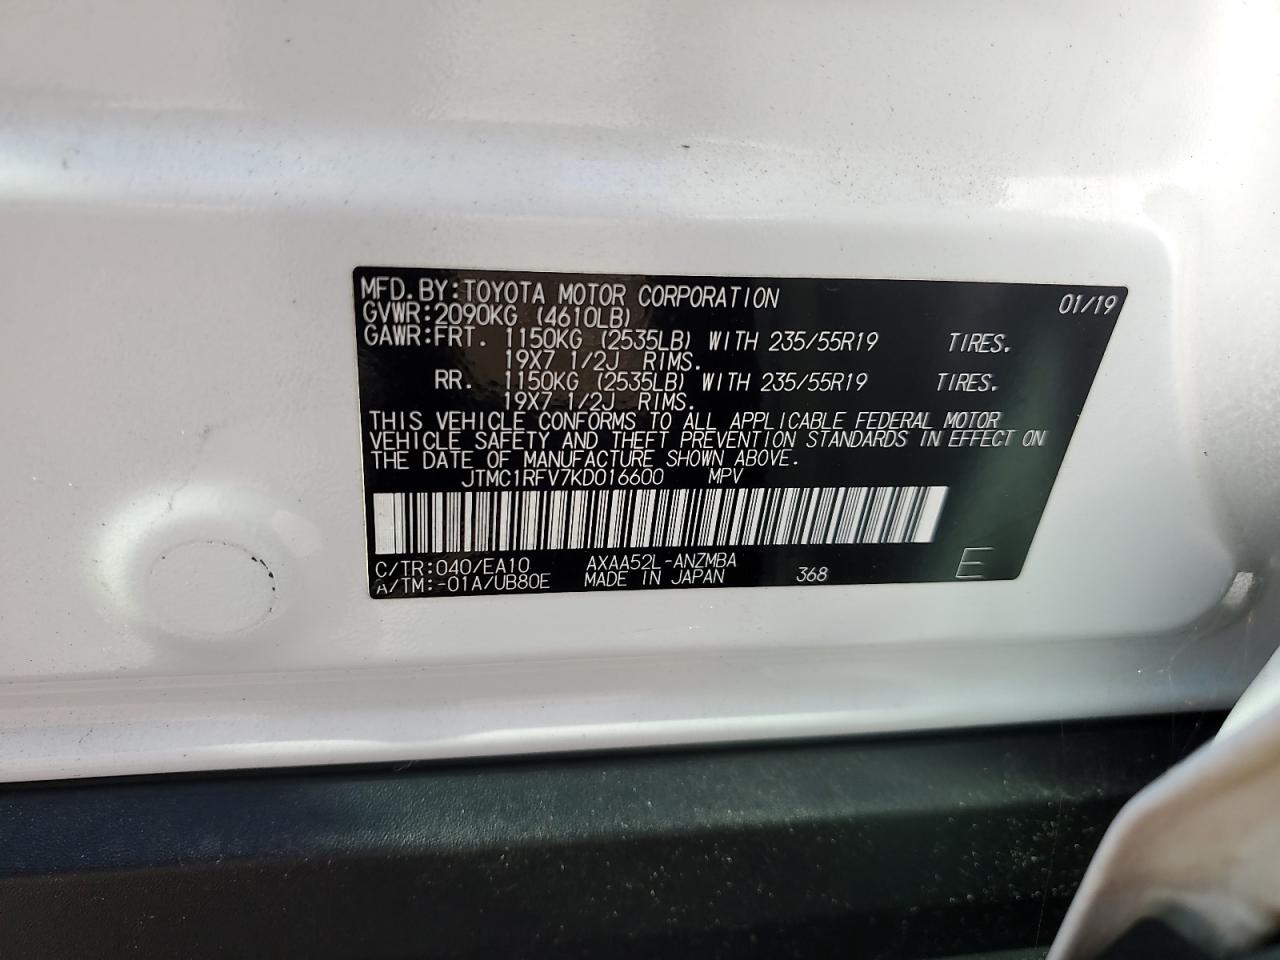 MFD.BY:TOYOTA MOTOR CORPORATION 01/19
GVWR:2090KG (4610LB)
GAWR:FRT. 1150KG (2535LB) WITH 235/55R19 TIRES.
19X7 1/2J RIMS.
RR. 1150KG (2535LB) WITH 235/55R19 TIRES.
19X7 1/2J RIMS.
THIS VEHICLE CONFORMS TO ALL APPLICABLE FEDERAL MOTOR
VEHICLE SAFETY AND THEFT PREVENTION STANDARDS IN EFFECT ON
THE DATE OF MANUFACTURE SHOWN ABOVE.
JTMC1RFV7KD016600 MPV
C/TR:040/EA10 AXAA52L-ANZMBA
A/TM:-01A/UB80E MADE IN JAPAN 368 E